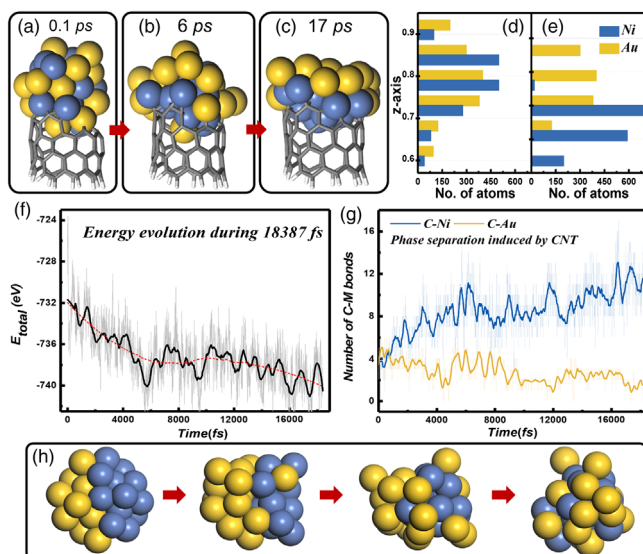 (a) 0.1 ps
(b) 6 ps
(c) 17 ps
(d)
(e)
Ni
Au
z-axis
0.9
0.8
0.7
0.6
0 150 300 450 600
No. of atoms
0 150 300 450 600
No. of atoms
(f)
Energy evolution during 18387 fs
E_total (eV)
-724
-728
-732
-736
-740
0 4000 8000 12000 16000
Time(fs)
(g)
C-Ni C-Au
Phase separation induced by CNT
Number of C-M bonds
16
12
8
4
0
0 4000 8000 12000 16000
Time(fs)
(h)